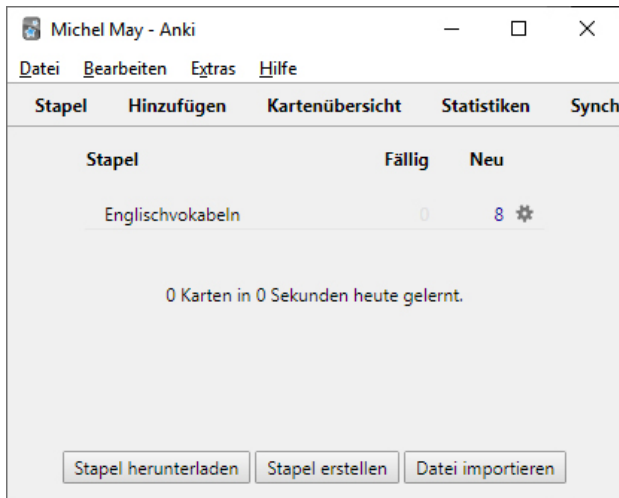 Michel May - Anki
Datei Bearbeiten Extras Hilfe
Stapel Hinzufügen Kartenübersicht Statistiken Synch
Stapel Fällig Neu
Englischvokabeln 0 8
0 Karten in 0 Sekunden heute gelernt.
Stapel herunterladen Stapel erstellen Datei importieren